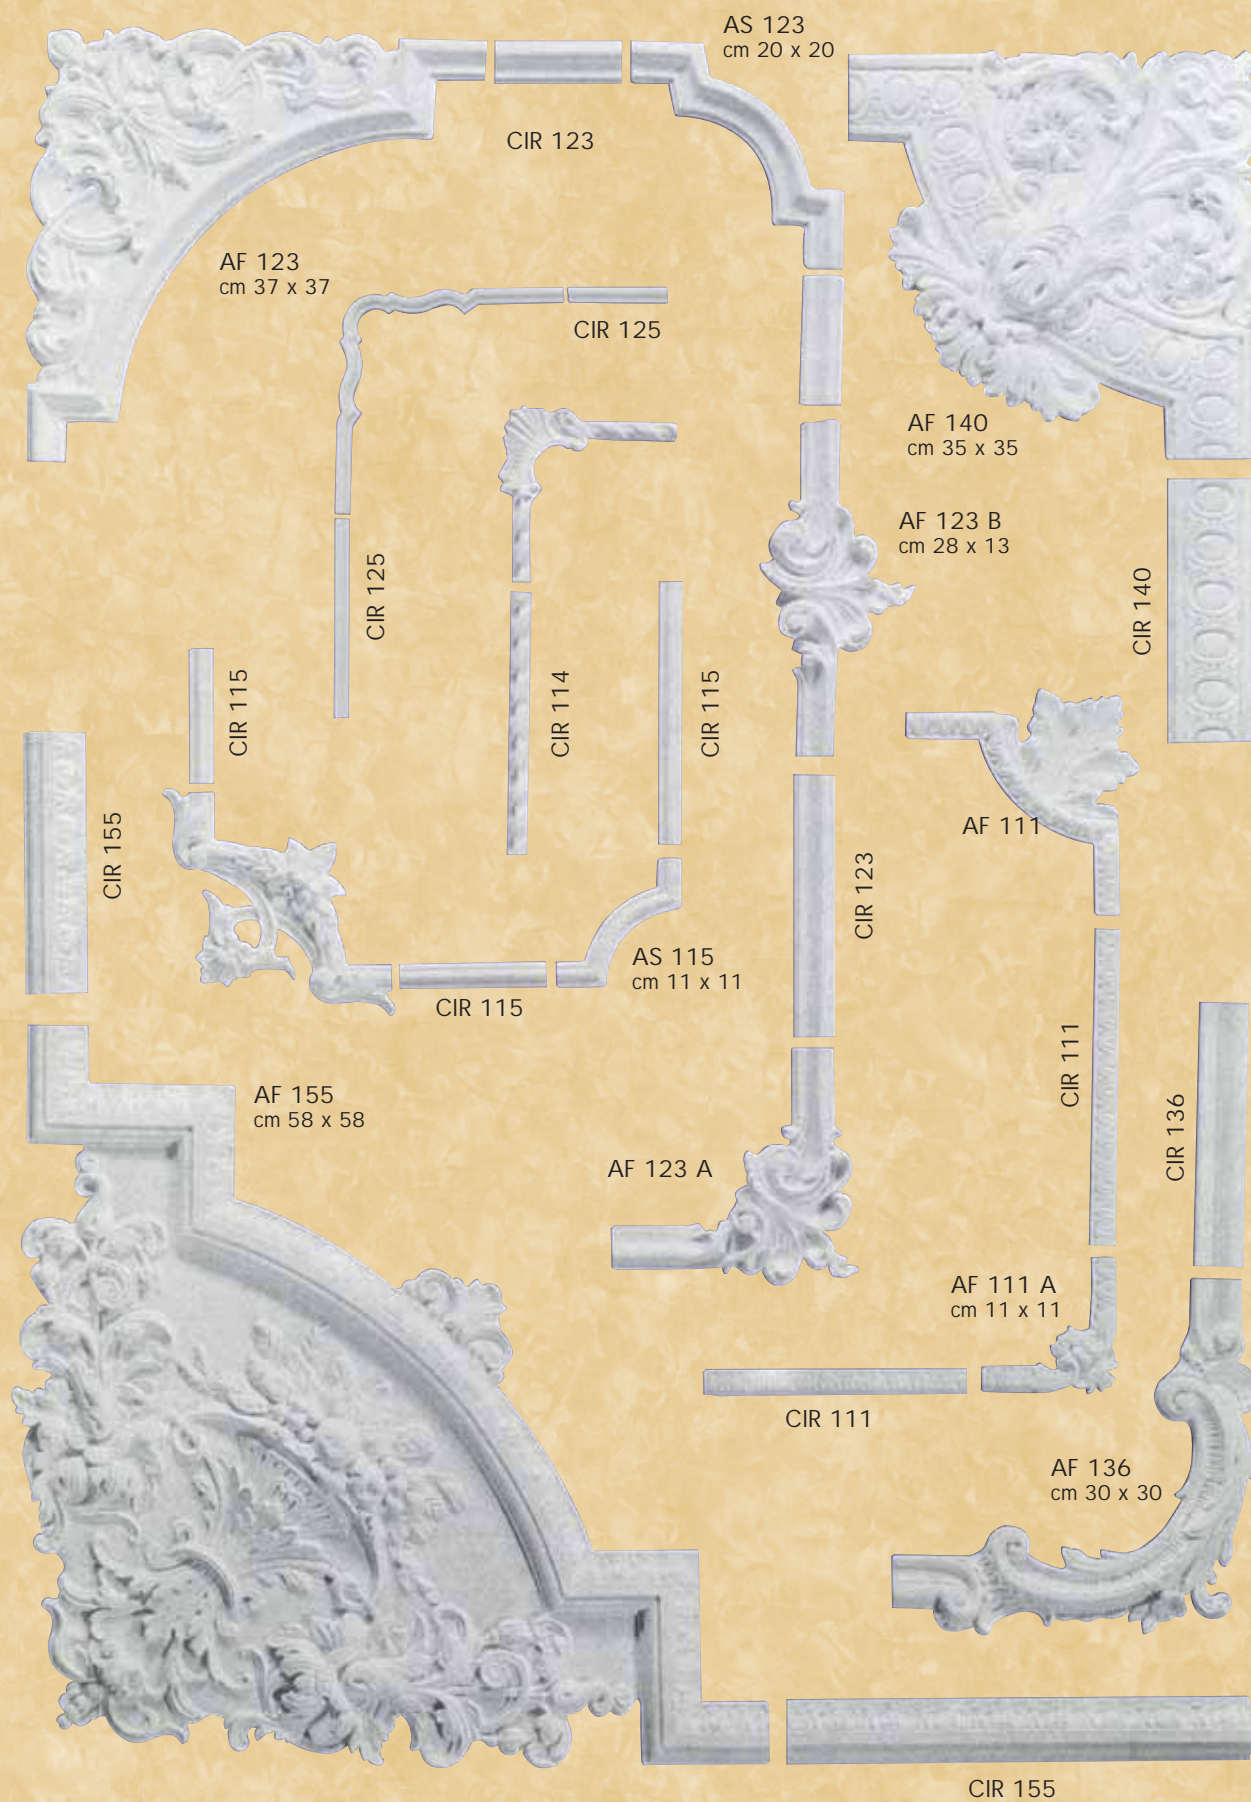 AS 123
cm 20 x 20
CIR 123
AF 123
cm 37 x 37
CIR 125
AF 140
cm 35 x 35
AF 123 B
cm 28 x 13
CIR 125
CIR 140
CIR 115
CIR 114
CIR 115
CIR 155
AF 111
CIR 123
AS 115
cm 11 x 11
CIR 115
CIR 111
AF 155
cm 58 x 58
CIR 136
AF 123 A
AF 111 A
cm 11 x 11
CIR 111
AF 136
cm 30 x 30
CIR 155